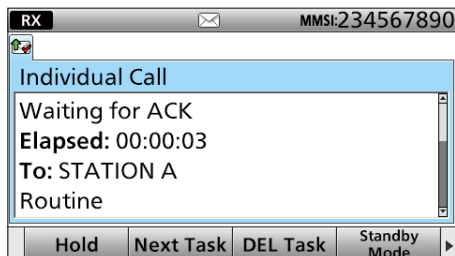 RX MMSI:234567890
Individual Call
Waiting for ACK
Elapsed: 00:00:03
To: STATION A
Routine
Hold Next Task DEL Task Standby Mode